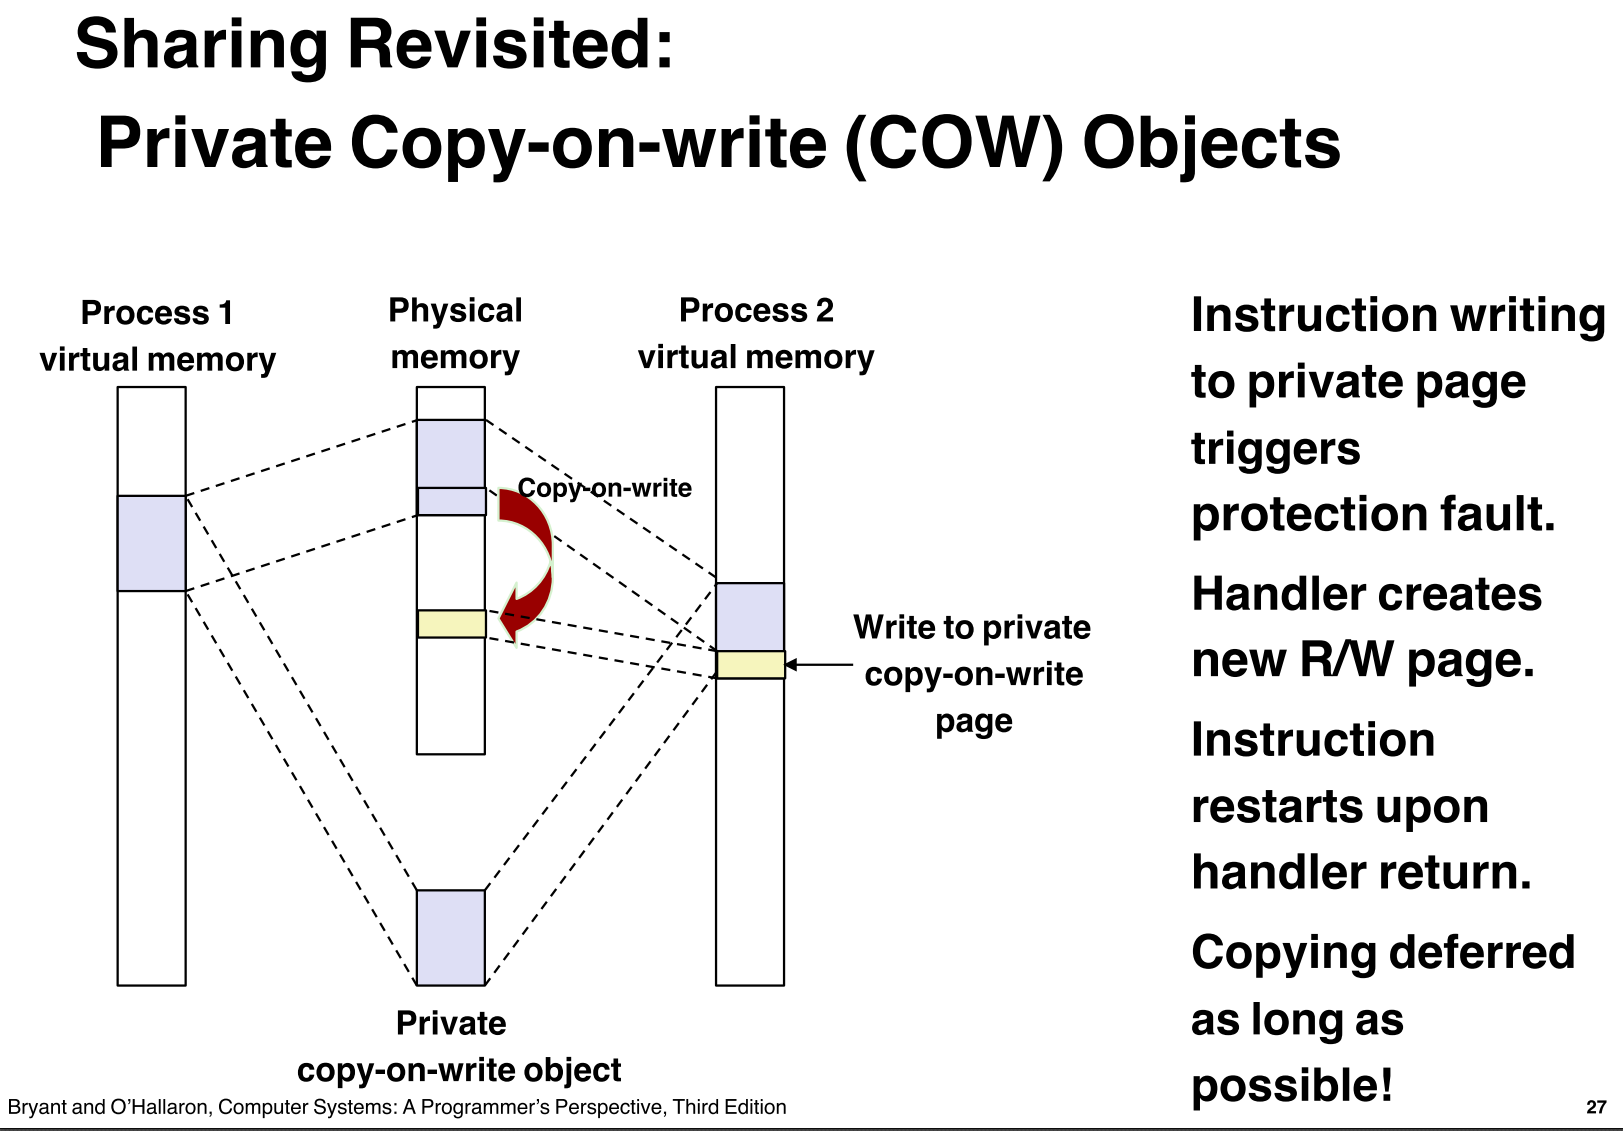 Sharing Revisited:
Private Copy-on-write (COW) Objects
Process 1
virtual memory
Physical
memory
Process 2
virtual memory
Copy-on-write
Write to private
copy-on-write
page
Private
copy-on-write object
Instruction writing
to private page
triggers
protection fault.
Handler creates
new R/W page.
Instruction
restarts upon
handler return.
Copying deferred
as long as
possible!
Bryant and O’Hallaron, Computer Systems: A Programmer’s Perspective, Third Edition
27